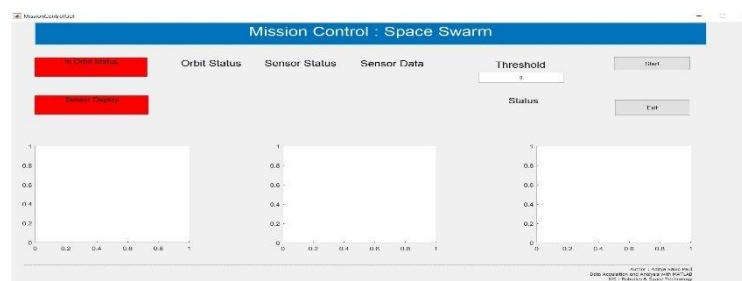 MissionControlGUI
Mission Control : Space Swarm
In Orbit Status Orbit Status Sensor Status Sensor Data Threshold Start
Sensor Deploy Status Exit
1 1 1
0.8 0.8 0.8
0.6 0.6 0.6
0.4 0.4 0.4
0.2 0.2 0.2
0 0 0
0 0.2 0.4 0.6 0.8 1 0 0.2 0.4 0.6 0.8 1 0 0.2 0.4 0.6 0.8 1
Data Acquisition and Analysis with MATLAB
MS : Robotics & Space Technology